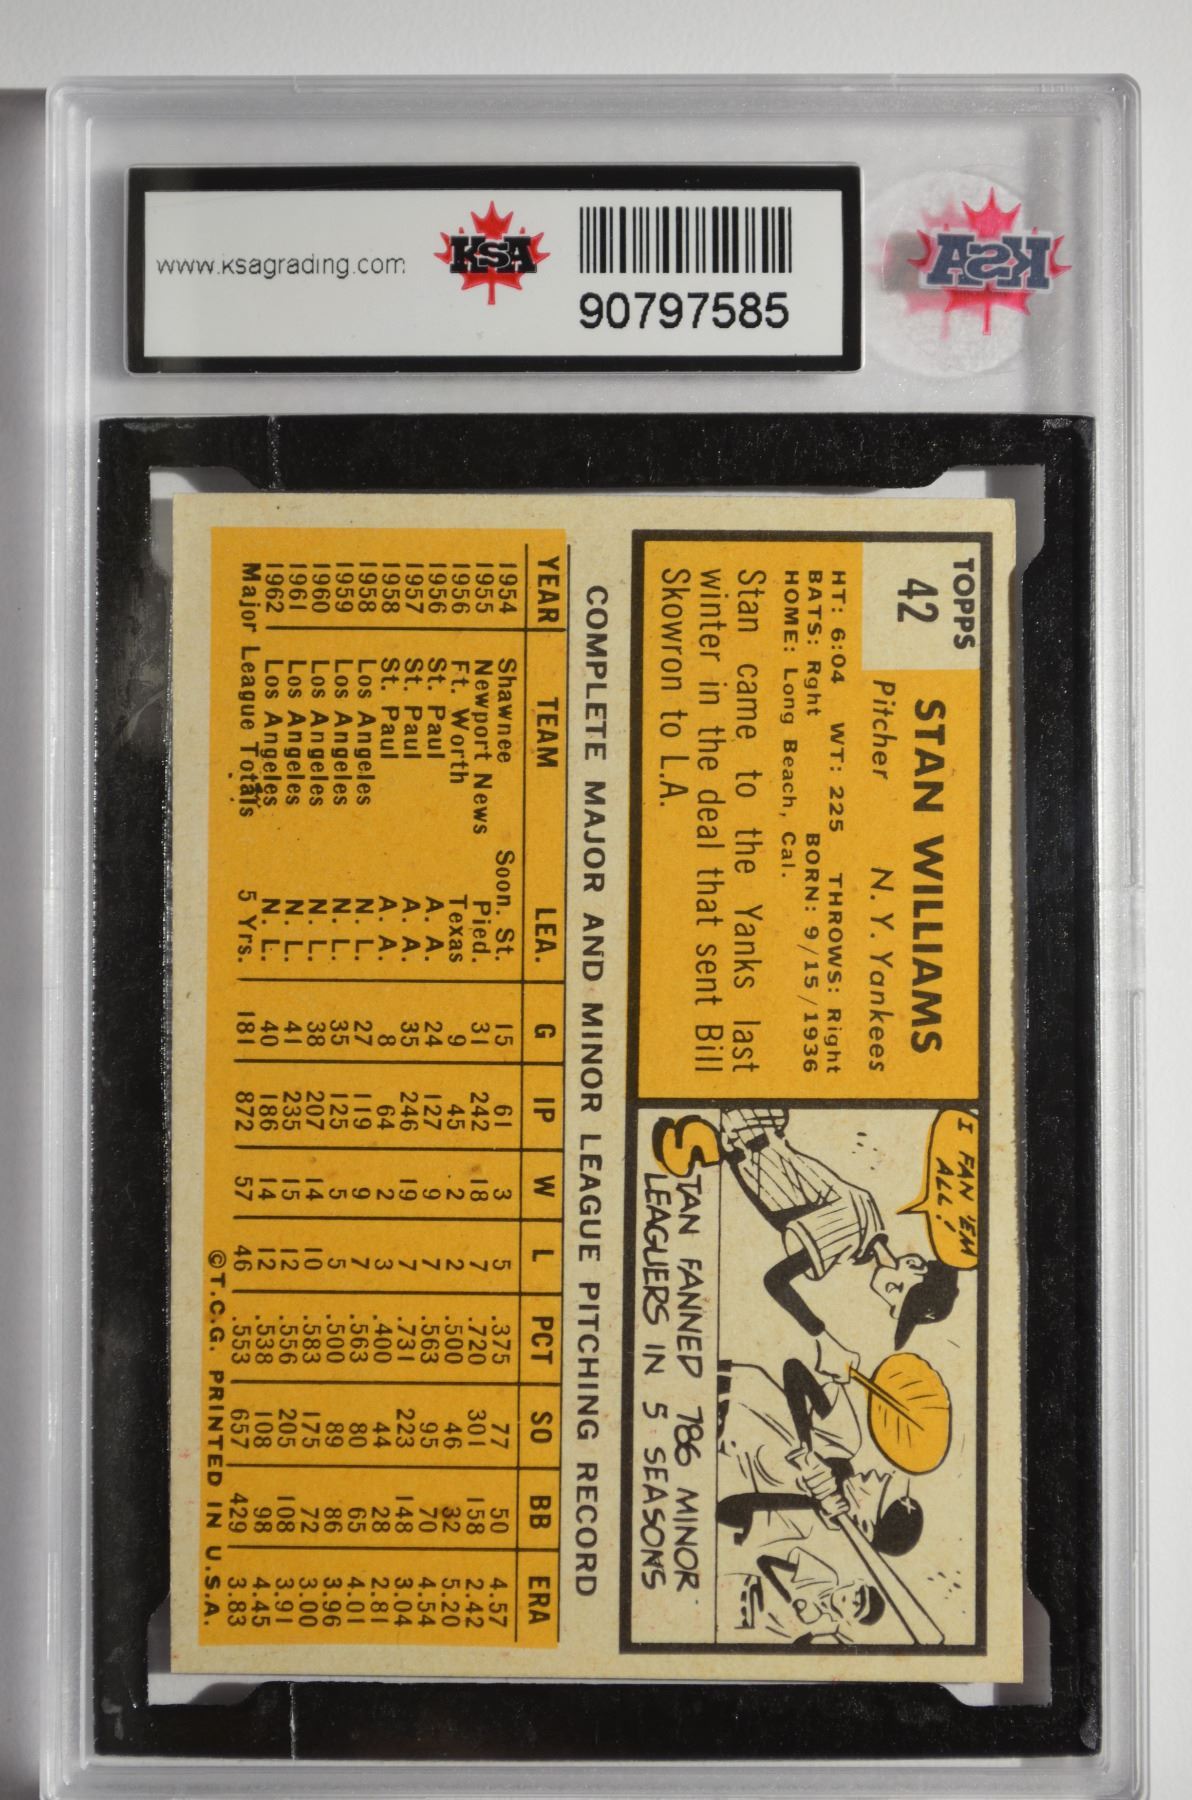 www.ksagrading.com
KSA
90797585
KSA
TOPPS
42
STAN WILLIAMS
Pitcher N. Y. Yankees
HT: 6:04 WT: 225 THROWS: Right
BATS: Rght BORN: 9/15/1936
HOME: Long Beach, Cal.
Stan came to the Yanks last
winter in the deal that sent Bill
Skowron to L.A.
I FAN 'EM
ALL!
STAN FANNED 786 MINOR
LEAGUERS IN 5 SEASONS
COMPLETE MAJOR AND MINOR LEAGUE PITCHING RECORD
YEAR TEAM LEA. G IP W L PCT SO BB ERA
1954 Shawnee Soon. St. 15 61 3 5 .375 77 50 4.57
1955 Newport News Pied. 31 242 18 7 .720 301 158 2.42
1956 Ft. Worth Texas 9 45 2 2 .500 46 32 5.20
1956 St. Paul A. A. 24 127 9 7 .563 95 70 4.54
1957 St. Paul A. A. 35 246 19 7 .731 223 148 3.04
1958 St. Paul A. A. 8 64 2 3 .400 44 28 2.81
1958 Los Angeles N. L. 27 119 9 7 .563 80 65 4.01
1959 Los Angeles N. L. 35 125 5 5 .500 89 86 3.96
1960 Los Angeles N. L. 38 207 14 10 .583 175 72 3.00
1961 Los Angeles N. L. 41 235 15 12 .556 205 108 3.91
1962 Los Angeles N. L. 40 186 14 12 .538 108 98 4.45
Major League Totals 5 Yrs. 181 872 57 46 .553 657 429 3.83
©T.C.G. PRINTED IN U.S.A.